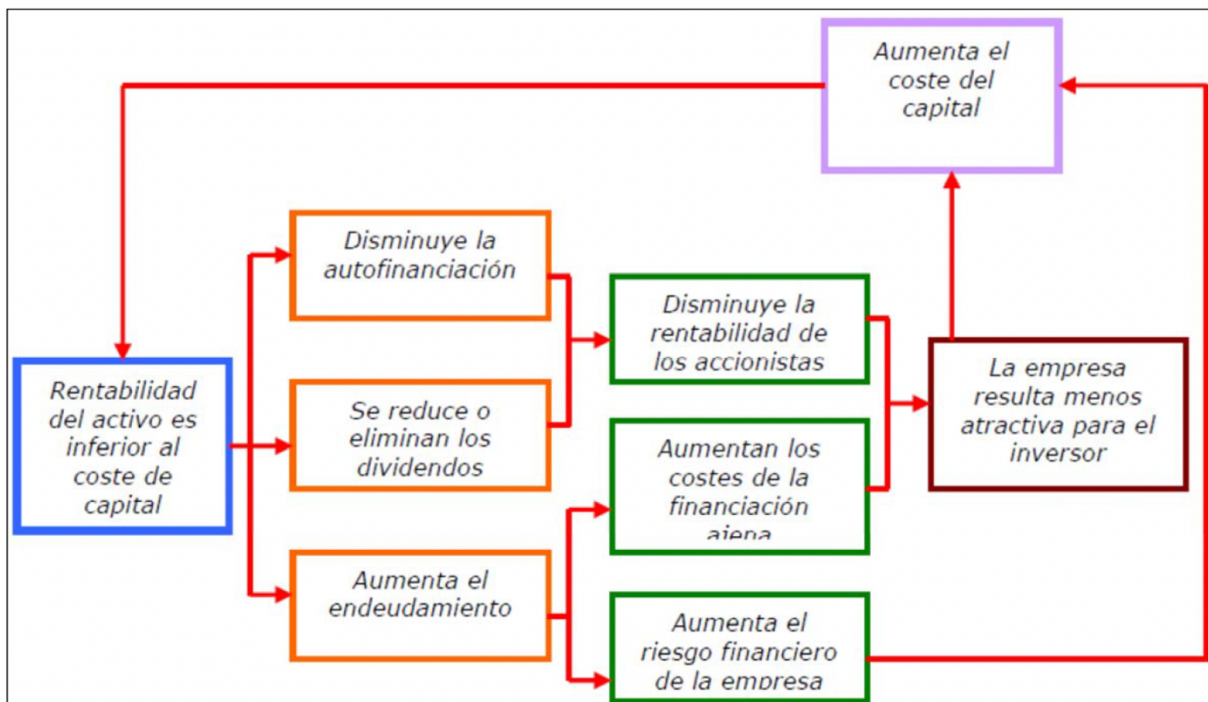 Aumenta el
coste del
capital
Disminuye la
autofinanciación
Disminuye la
rentabilidad de
los accionistas
Rentabilidad
del activo es
inferior al
coste de
capital
Se reduce o
eliminan los
dividendos
La empresa
resulta menos
atractiva para el
inversor
Aumentan los
costes de la
financiación
ajena
Aumenta el
endeudamiento
Aumenta el
riesgo financiero
de la empresa